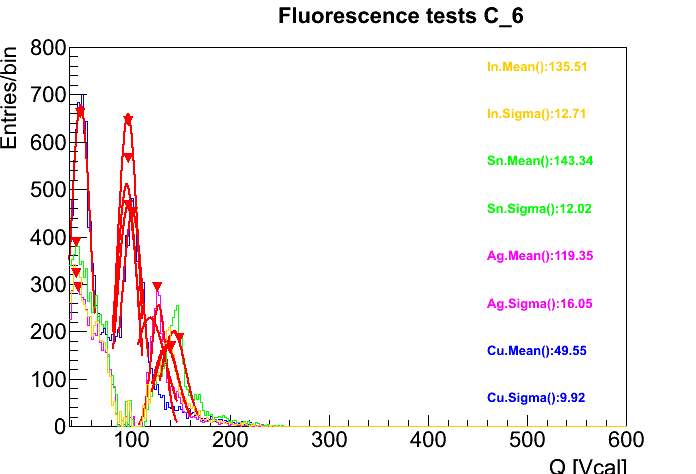 Fluorescence tests C_6
Entries/bin
800
700
600
500
400
300
200
100
0
In.Mean():135.51
In.Sigma():12.71
Sn.Mean():143.34
Sn.Sigma():12.02
Ag.Mean():119.35
Ag.Sigma():16.05
Cu.Mean():49.55
Cu.Sigma():9.92
100 200 300 400 500 600
Q [Vcal]